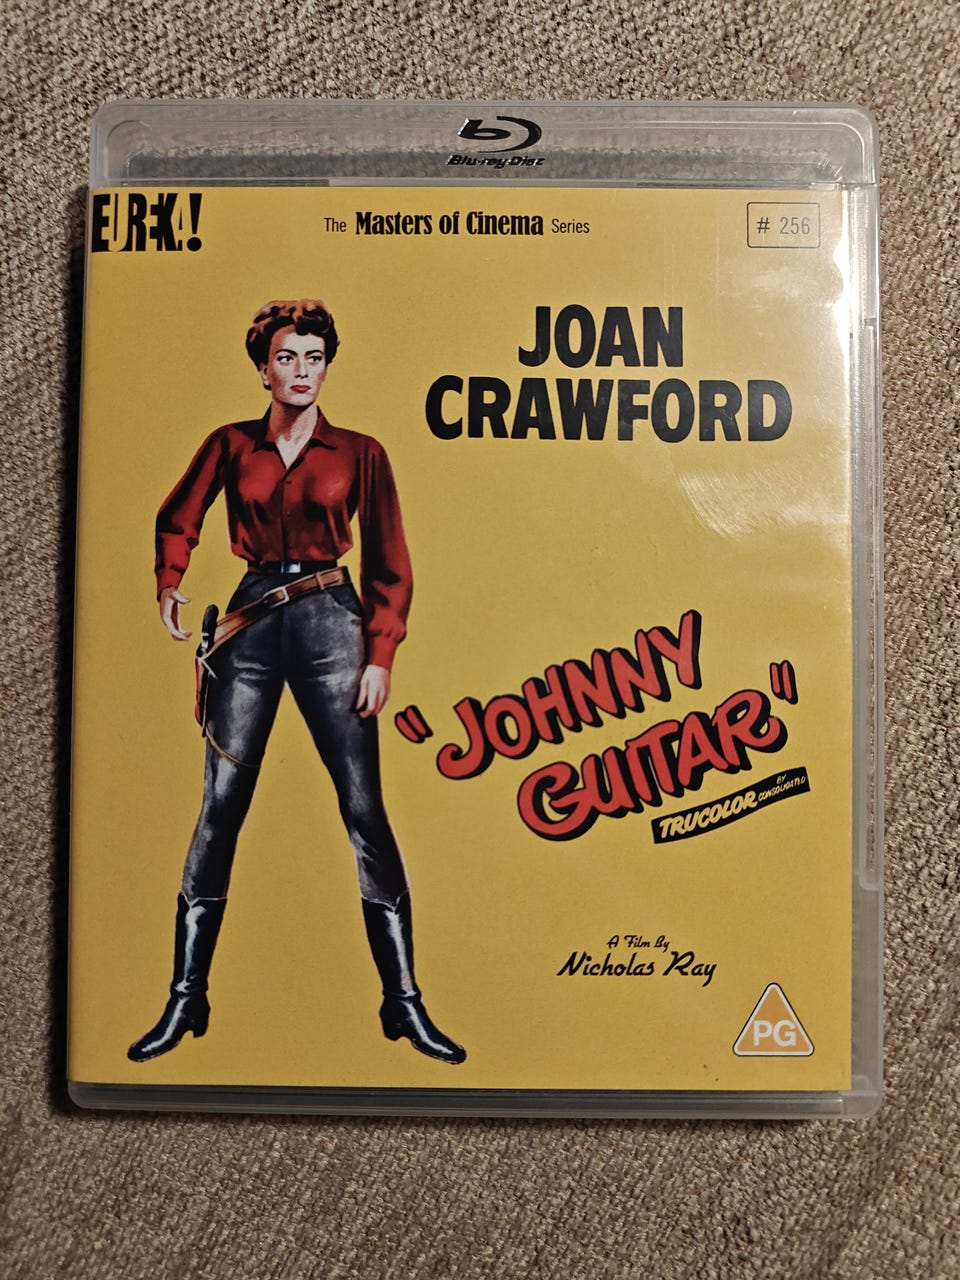 Blu-ray Disc
EUREKA!
The Masters of Cinema Series
# 256
JOAN
CRAWFORD
"JOHNNY
GUITAR"
TRUCOLOR BY CONSOLIDATED
A Film By
Nicholas Ray
PG